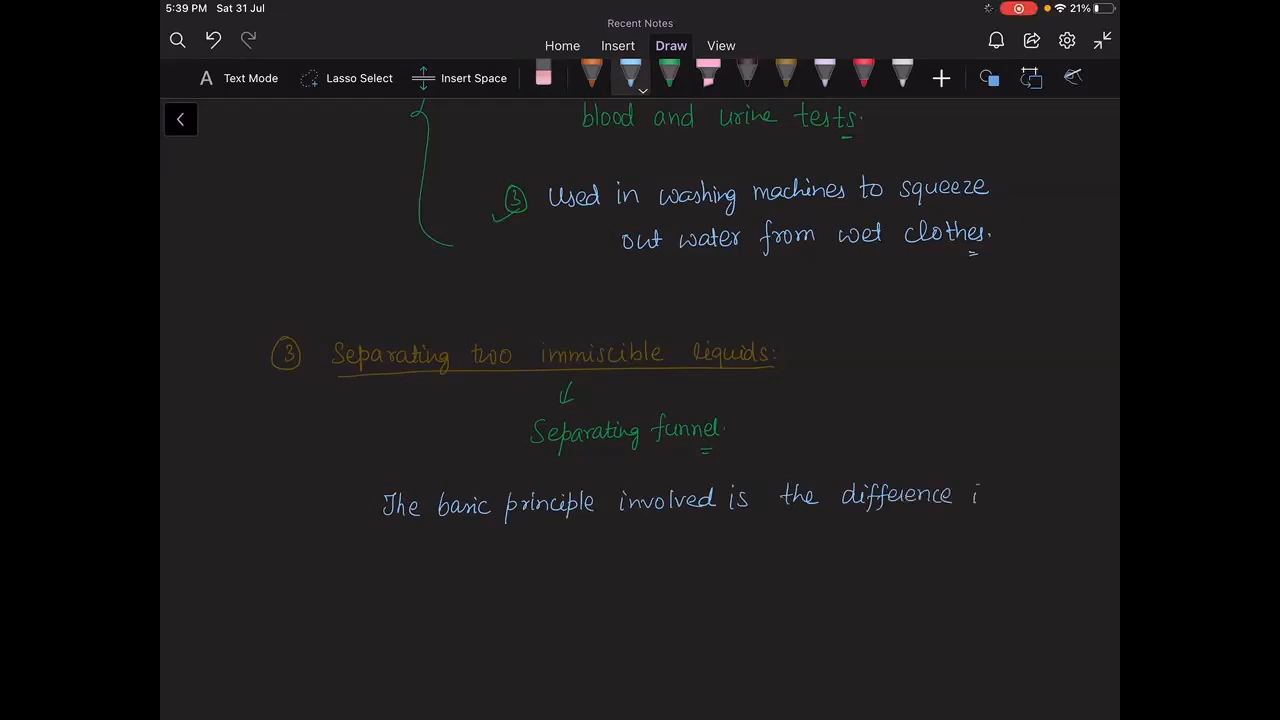 5:39 PM Sat 31 Jul
21%
Recent Notes
Home Insert Draw View
Text Mode Lasso Select Insert Space
blood and urine tests.
③ Used in washing machines to squeeze
out water from wet clothes.
③ Separating two immiscible liquids:
Separating funnel.
The basic principle involved is the difference i